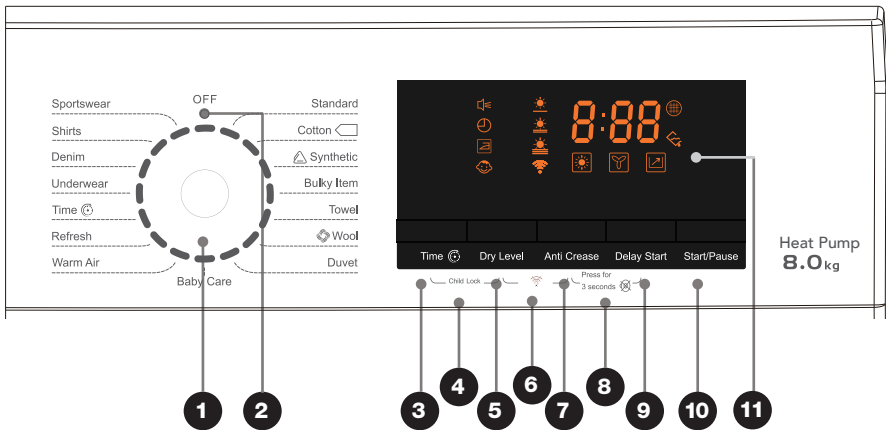 OFF
Sportswear
Shirts
Denim
Underwear
Time
Refresh
Warm Air
Baby Care
Standard
Cotton
Synthetic
Bulky Item
Towel
Wool
Duvet
8:88
Time
Dry Level
Anti Crease
Delay Start
Start/Pause
Child Lock
Press for
3 seconds
Heat Pump
8.0kg
1
2
3
4
5
6
7
8
9
10
11